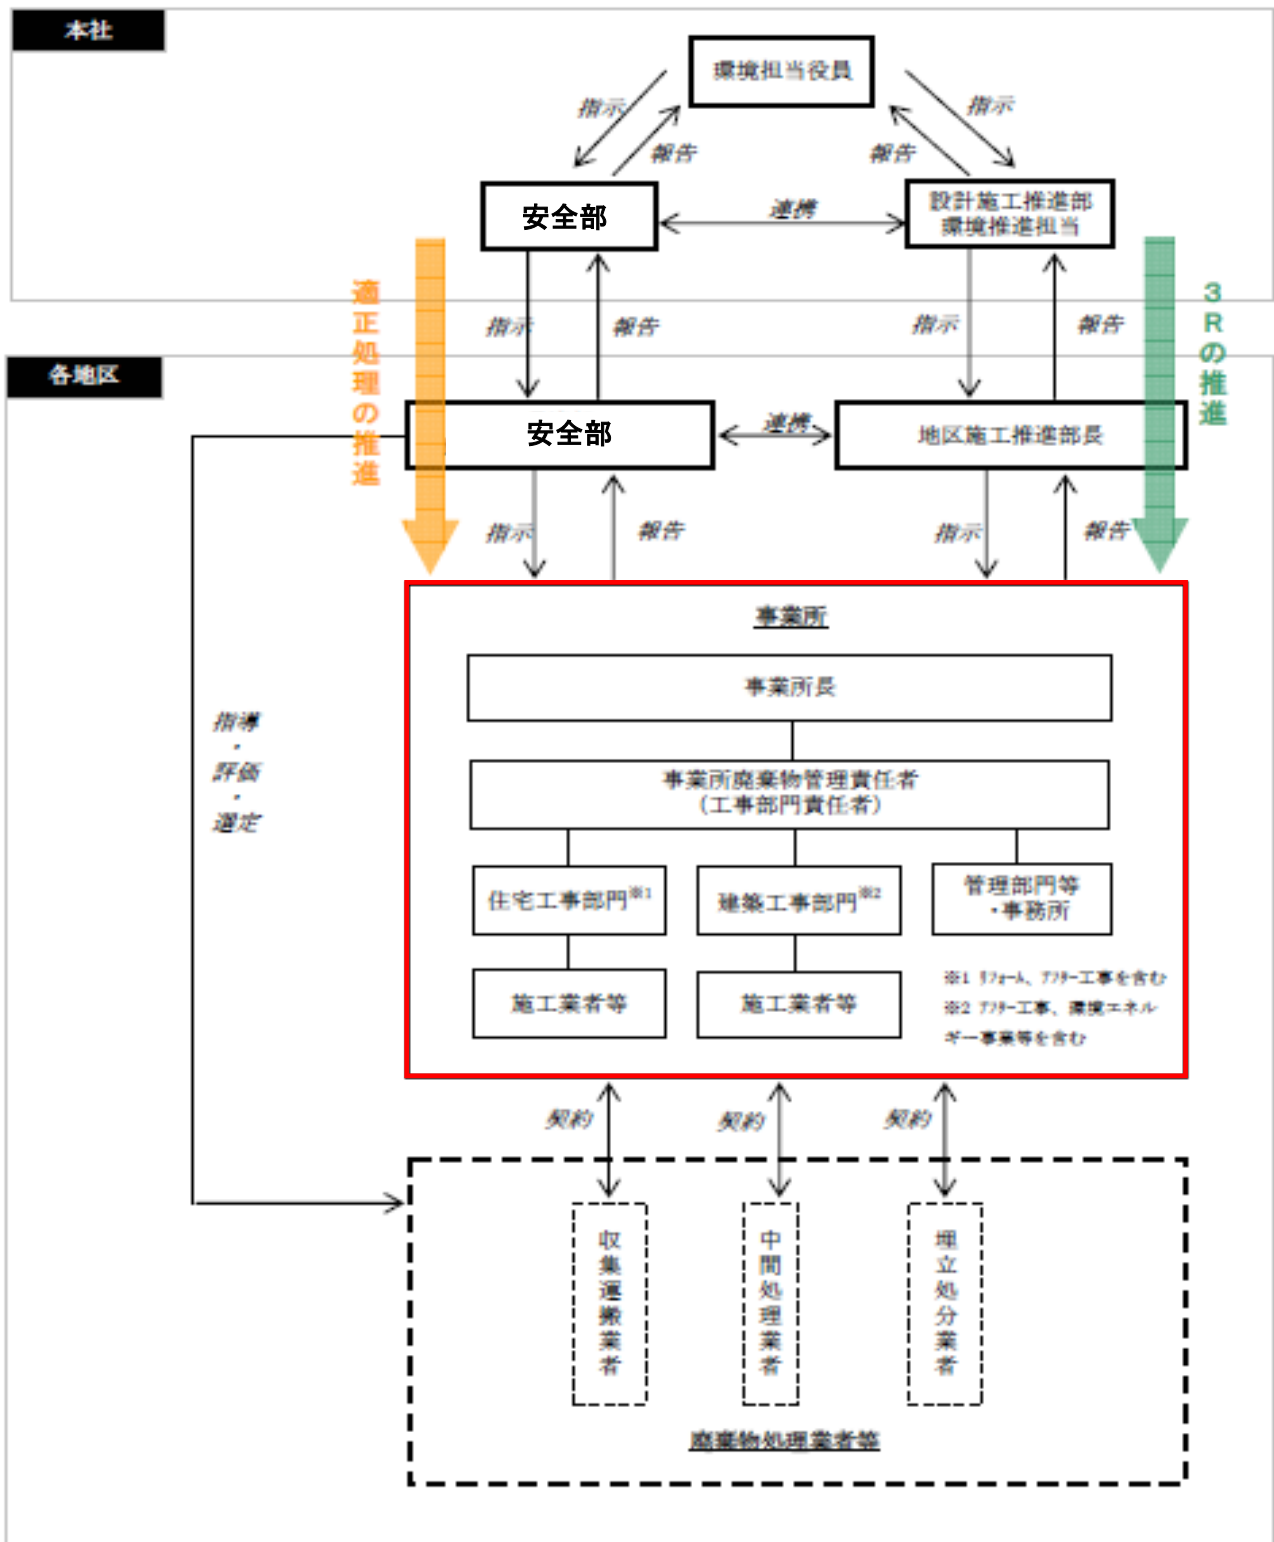 本社
環境担当役員
指示
指示
報告
報告
安全部
連携
設計施工推進部
環境推進担当
適正処理の推進
3Rの推進
指示
報告
指示
報告
各地区
安全部
連携
地区施工推進部長
指示
報告
指示
報告
事業所
事業所長
指導
・
評価
・
選定
事業所廃棄物管理責任者
（工事部門責任者）
住宅工事部門※1
建築工事部門※2
管理部門等
・事務所
施工業者等
施工業者等
※1 ﾘﾌｫｰﾑ、ｱﾌﾀｰ工事を含む
※2 ｱﾌﾀｰ工事、環境エネル
ギー事業等を含む
契約
契約
契約
収集運搬業者
中間処理業者
埋立処分業者
廃棄物処理業者等